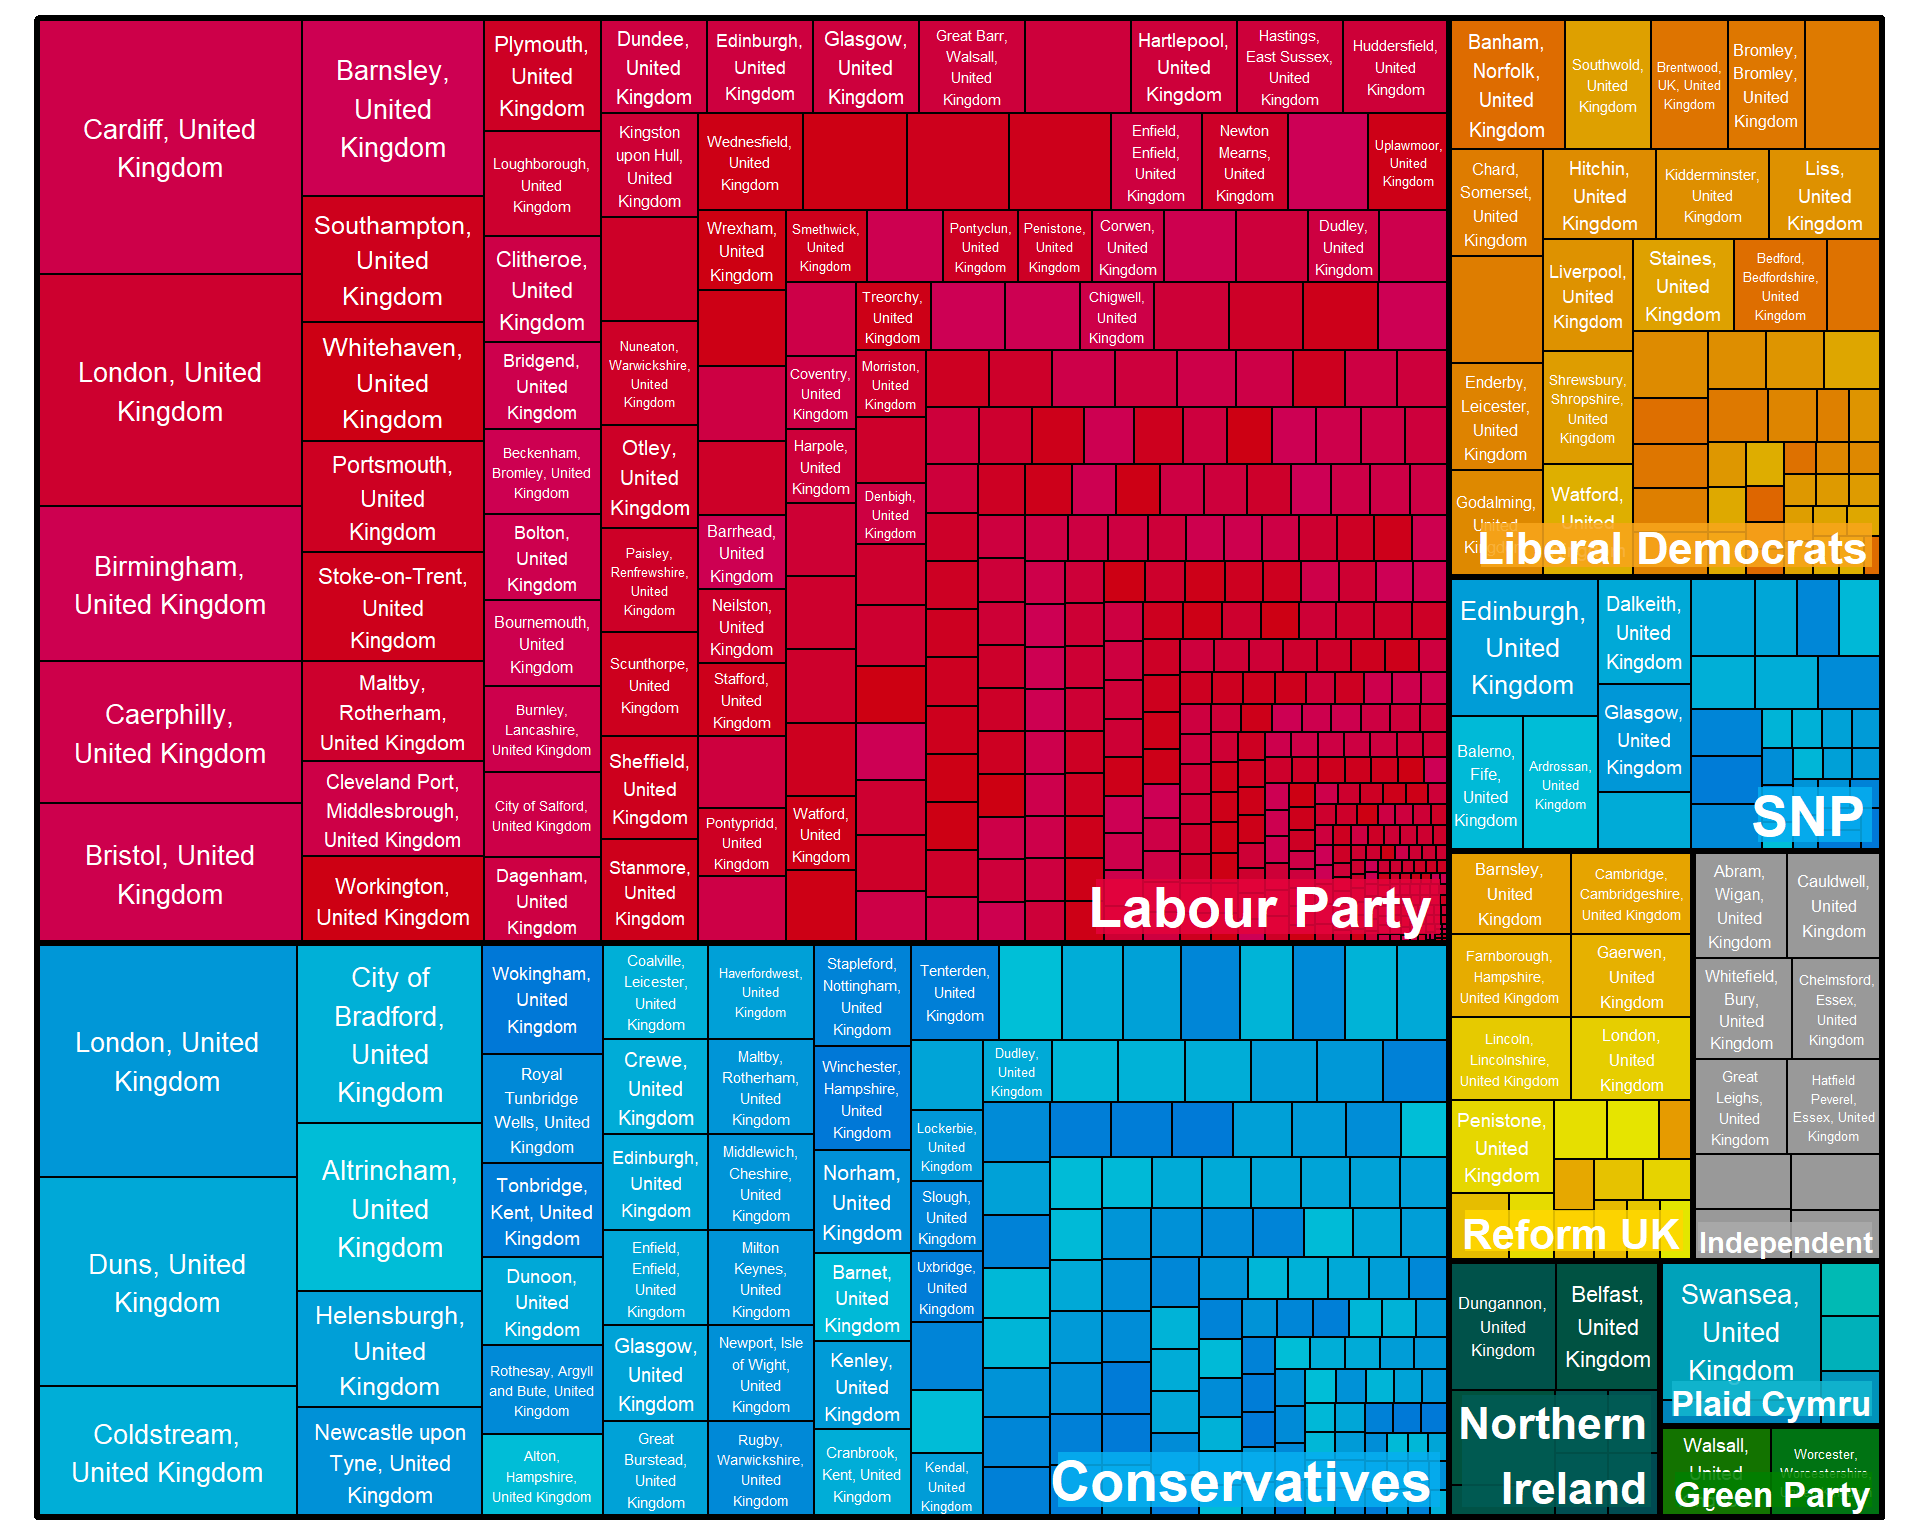 Cardiff, United
Kingdom
London, United
Kingdom
Birmingham,
United Kingdom
Caerphilly,
United Kingdom
Bristol, United
Kingdom
Barnsley,
United
Kingdom
Southampton,
United
Kingdom
Whitehaven,
United
Kingdom
Portsmouth,
United
Kingdom
Stoke-on-Trent,
United
Kingdom
Maltby,
Rotherham,
United Kingdom
Cleveland Port,
Middlesbrough,
United Kingdom
Workington,
United Kingdom
Plymouth,
United
Kingdom
Loughborough,
United
Kingdom
Clitheroe,
United
Kingdom
Bridgend,
United
Kingdom
Beckenham,
Bromley, United
Kingdom
Bolton,
United
Kingdom
Bournemouth,
United
Kingdom
Burnley,
Lancashire,
United Kingdom
City of Salford,
United Kingdom
Dagenham,
United
Kingdom
Dundee,
United
Kingdom
Kingston
upon Hull,
United
Kingdom
Nuneaton,
Warwickshire,
United
Kingdom
Otley,
United
Kingdom
Paisley,
Renfrewshire,
United
Kingdom
Scunthorpe,
United
Kingdom
Sheffield,
United
Kingdom
Stanmore,
United
Kingdom
Edinburgh,
United
Kingdom
Glasgow,
United
Kingdom
Great Barr,
Walsall,
United
Kingdom
Hartlepool,
United
Kingdom
Hastings,
East Sussex,
United
Kingdom
Huddersfield,
United
Kingdom
Wednesfield,
United
Kingdom
Enfield,
Enfield,
United
Kingdom
Newton
Mearns,
United
Kingdom
Uplawmoor,
United
Kingdom
Wrexham,
United
Kingdom
Barrhead,
United
Kingdom
Neilston,
United
Kingdom
Stafford,
United
Kingdom
Pontypridd,
United
Kingdom
Smethwick,
United
Kingdom
Pontyclun,
United
Kingdom
Penistone,
United
Kingdom
Corwen,
United
Kingdom
Dudley,
United
Kingdom
Coventry,
United
Kingdom
Harpole,
United
Kingdom
Watford,
United
Kingdom
Treorchy,
United
Kingdom
Chigwell,
United
Kingdom
Morriston,
United
Kingdom
Denbigh,
United
Kingdom
Labour Party
London, United
Kingdom
Duns, United
Kingdom
Coldstream,
United Kingdom
City of
Bradford,
United
Kingdom
Altrincham,
United
Kingdom
Helensburgh,
United
Kingdom
Newcastle upon
Tyne, United
Kingdom
Wokingham,
United
Kingdom
Royal
Tunbridge
Wells, United
Kingdom
Tonbridge,
Kent, United
Kingdom
Dunoon,
United
Kingdom
Rothesay, Argyll
and Bute, United
Kingdom
Alton,
Hampshire,
United Kingdom
Coalville,
Leicester,
United
Kingdom
Crewe,
United
Kingdom
Edinburgh,
United
Kingdom
Enfield,
Enfield,
United
Kingdom
Glasgow,
United
Kingdom
Great
Burstead,
United
Kingdom
Haverfordwest,
United
Kingdom
Maltby,
Rotherham,
United
Kingdom
Middlewich,
Cheshire,
United
Kingdom
Milton
Keynes,
United
Kingdom
Newport, Isle
of Wight,
United
Kingdom
Rugby,
Warwickshire,
United
Kingdom
Stapleford,
Nottingham,
United
Kingdom
Winchester,
Hampshire,
United
Kingdom
Norham,
United
Kingdom
Barnet,
United
Kingdom
Kenley,
United
Kingdom
Cranbrook,
Kent, United
Kingdom
Tenterden,
United
Kingdom
Lockerbie,
United
Kingdom
Slough,
United
Kingdom
Uxbridge,
United
Kingdom
Kendal,
United
Kingdom
Dudley,
United
Kingdom
Conservatives
Banham,
Norfolk,
United
Kingdom
Southwold,
United
Kingdom
Brentwood,
UK, United
Kingdom
Bromley,
Bromley,
United
Kingdom
Chard,
Somerset,
United
Kingdom
Enderby,
Leicester,
United
Kingdom
Godalming,
United
Hitchin,
United
Kingdom
Kidderminster,
United
Kingdom
Liss,
United
Kingdom
Liverpool,
United
Kingdom
Shrewsbury,
Shropshire,
United
Kingdom
Watford,
United
Staines,
United
Kingdom
Bedford,
Bedfordshire,
United
Kingdom
Liberal Democrats
Edinburgh,
United
Kingdom
Balerno,
Fife,
United
Kingdom
Ardrossan,
United
Kingdom
Dalkeith,
United
Kingdom
Glasgow,
United
Kingdom
SNP
Barnsley,
United
Kingdom
Cambridge,
Cambridgeshire,
United Kingdom
Farnborough,
Hampshire,
United Kingdom
Gaerwen,
United
Kingdom
Lincoln,
Lincolnshire,
United Kingdom
London,
United
Kingdom
Penistone,
United
Kingdom
Reform UK
Abram,
Wigan,
United
Kingdom
Cauldwell,
United
Kingdom
Whitefield,
Bury,
United
Kingdom
Chelmsford,
Essex,
United
Kingdom
Great
Leighs,
United
Kingdom
Hatfield
Peverel,
Essex, United
Kingdom
Independent
Dungannon,
United
Kingdom
Belfast,
United
Kingdom
Northern
Ireland
Swansea,
United
Kingdom
Plaid Cymru
Walsall,
United
Worcester,
Worcestershire,
Green Party